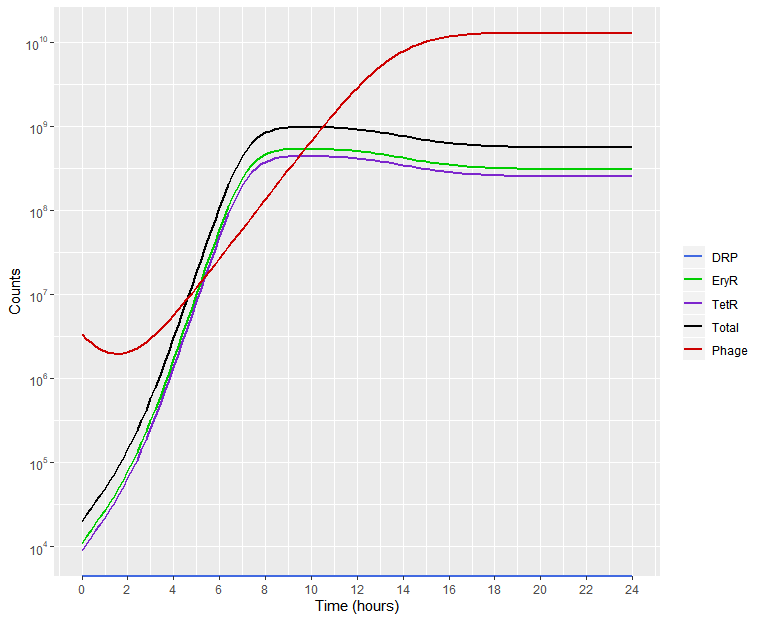 10¹⁰
10⁹
10⁸
10⁷
10⁶
10⁵
10⁴
Counts
0 2 4 6 8 10 12 14 16 18 20 22 24
Time (hours)
DRP
EryR
TetR
Total
Phage